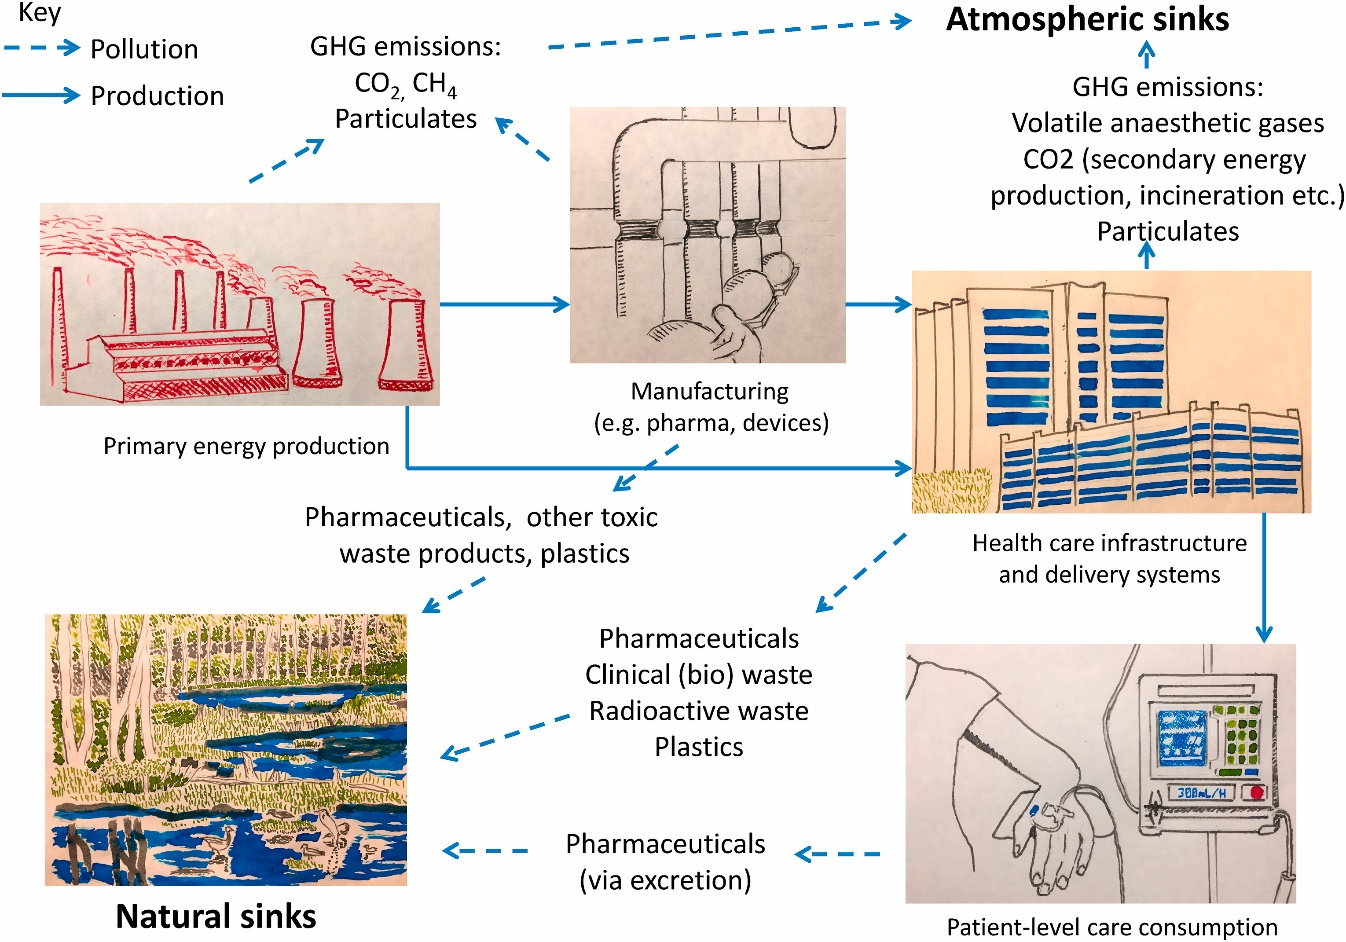 Key
Pollution
Production
GHG emissions:
CO2, CH4
Particulates
Atmospheric sinks
GHG emissions:
Volatile anaesthetic gases
CO2 (secondary energy
production, incineration etc.)
Particulates
Primary energy production
Manufacturing
(e.g. pharma, devices)
Health care infrastructure
and delivery systems
Pharmaceuticals, other toxic
waste products, plastics
Pharmaceuticals
Clinical (bio) waste
Radioactive waste
Plastics
300mL/H
Pharmaceuticals
(via excretion)
Natural sinks
Patient-level care consumption